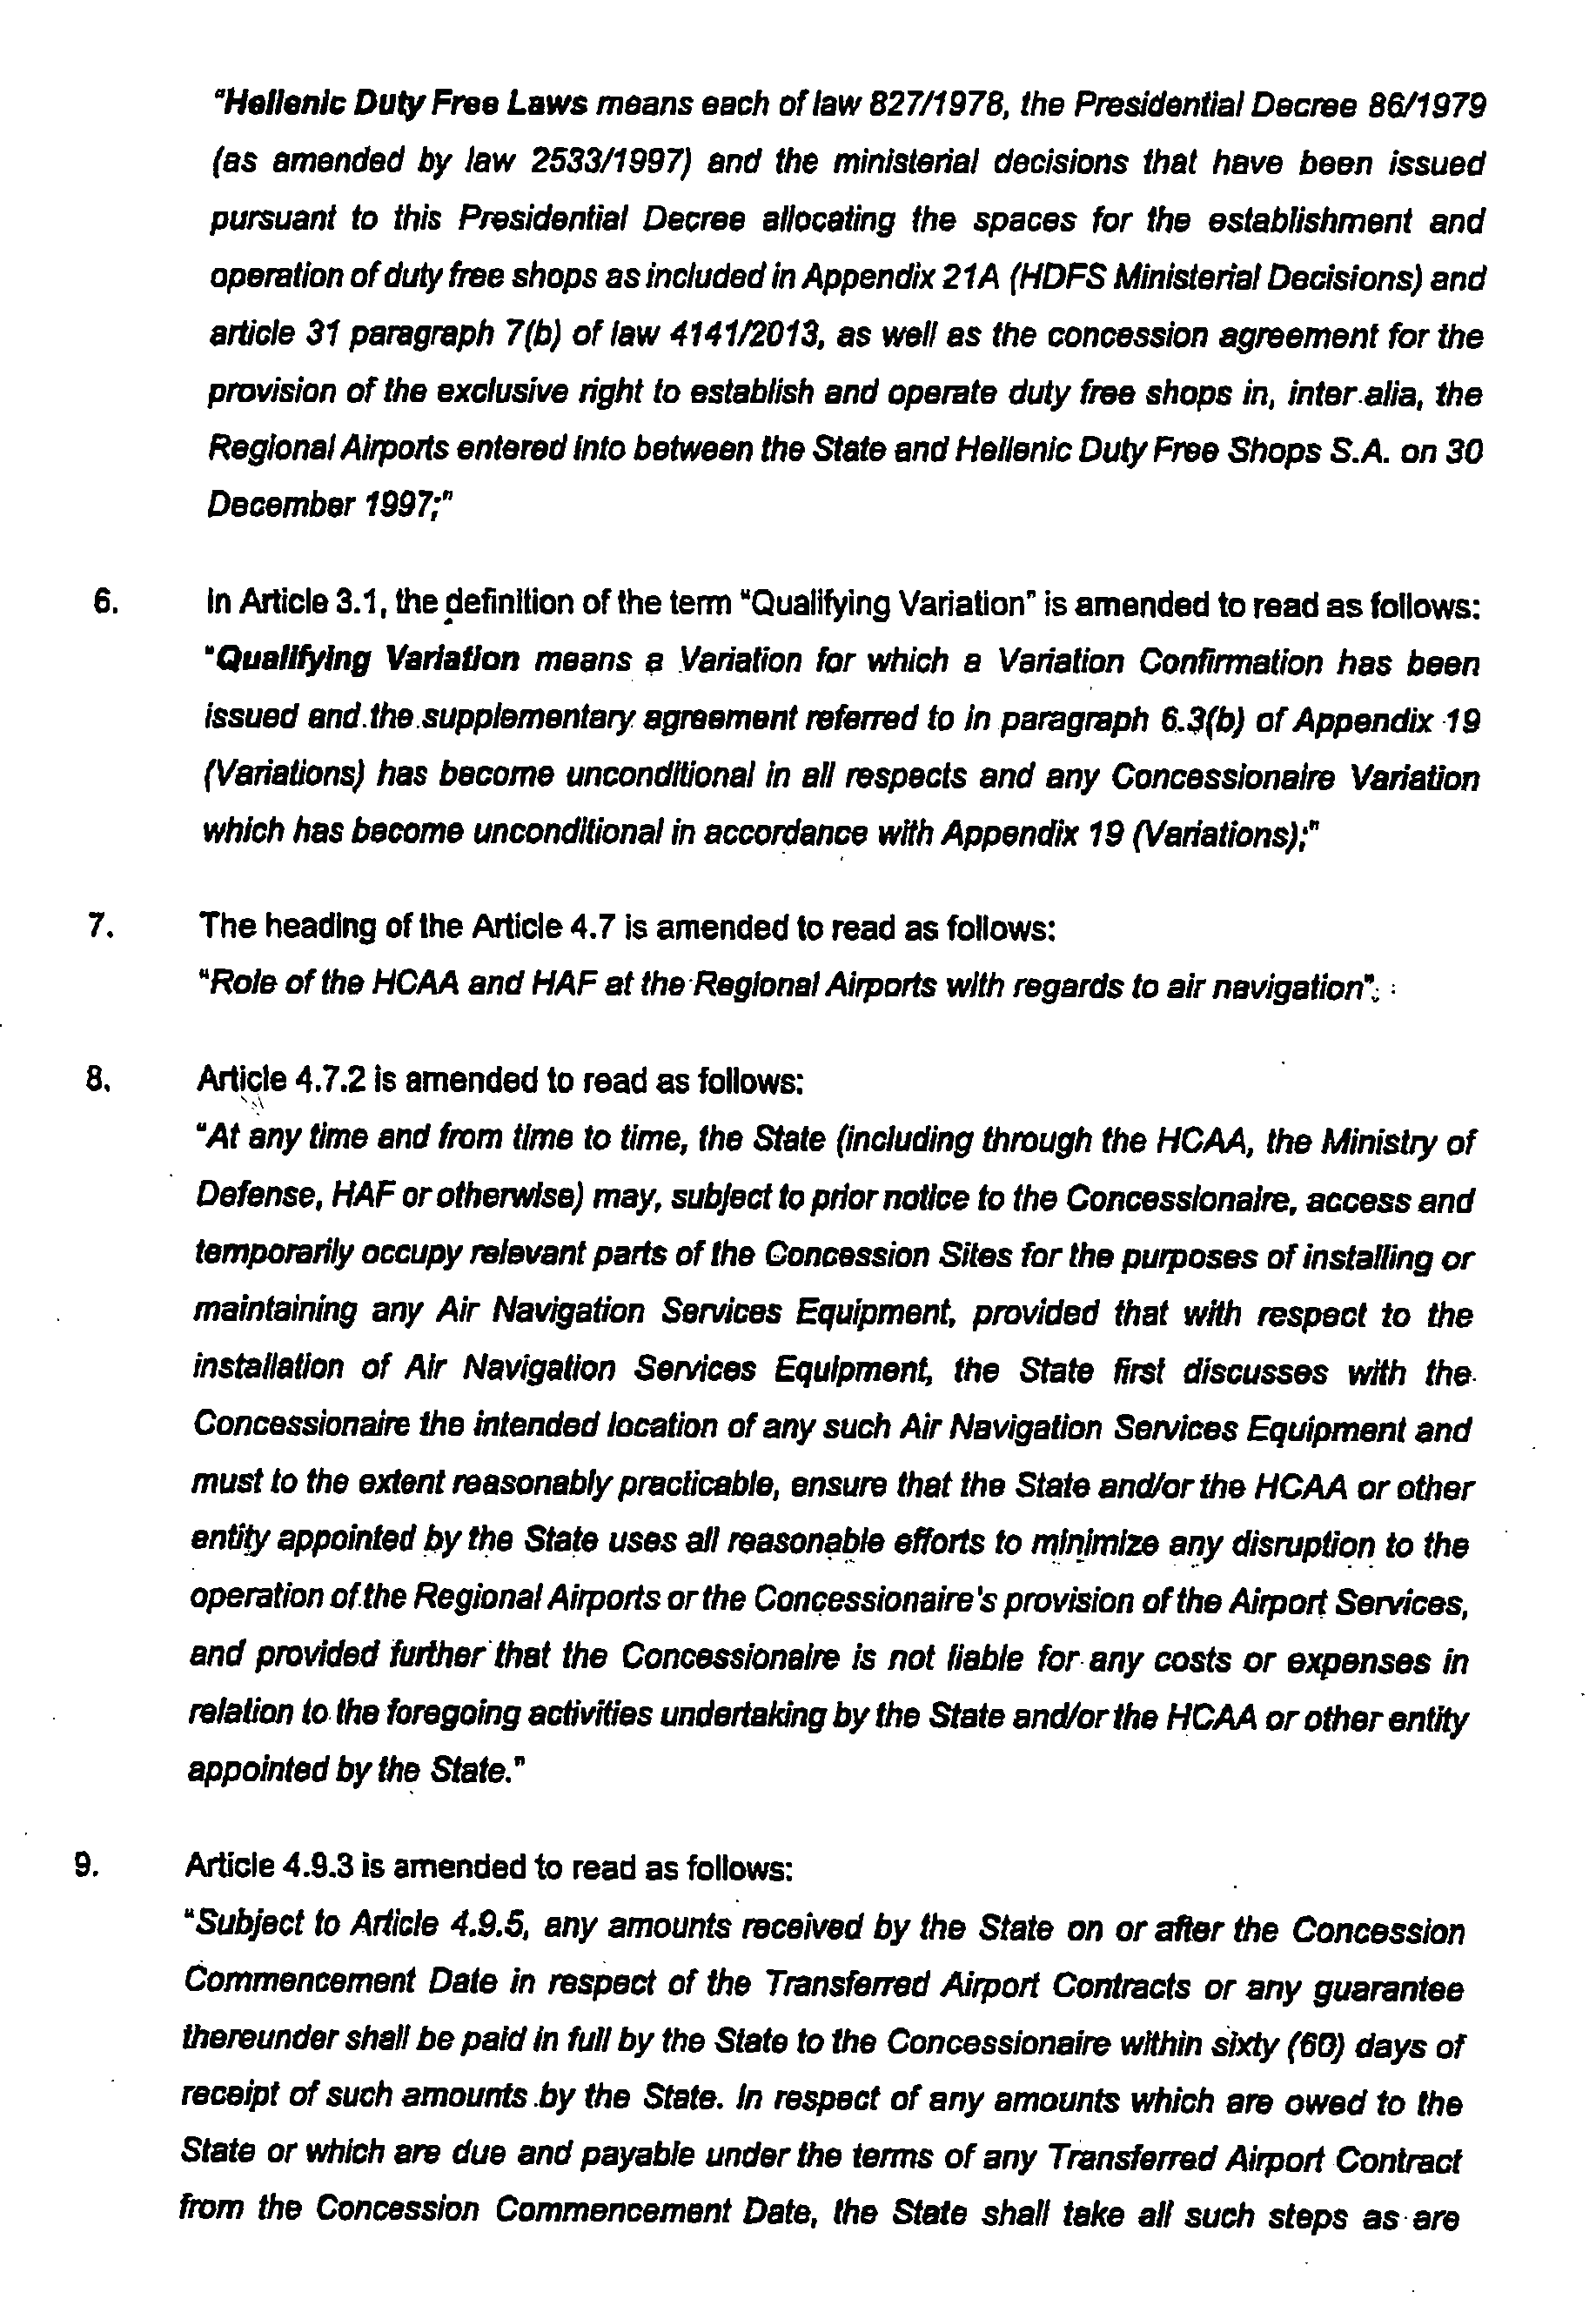 "Hellenic Duty Free Laws means each of law 827/1978, the Presidential Decree 86/1979
(as amended by law 2533/1997) and the ministerial decisions that have been issued
pursuant to this Presidential Decree allocating the spaces for the establishment and
operation of duty free shops as included in Appendix 21A (HDFS Ministerial Decisions) and
article 31 paragraph 7(b) of law 4141/2013, as well as the concession agreement for the
provision of the exclusive right to establish and operate duty free shops in, inter alia, the
Regional Airports entered into between the State and Hellenic Duty Free Shops S.A. on 30
December 1997;"
6. In Article 3.1, the definition of the term "Qualifying Variation" is amended to read as follows:
"Qualifying Variation means a Variation for which a Variation Confirmation has been
issued and the supplementary agreement referred to in paragraph 6.3(b) of Appendix 19
(Variations) has become unconditional in all respects and any Concessionaire Variation
which has become unconditional in accordance with Appendix 19 (Variations);"
7. The heading of the Article 4.7 is amended to read as follows:
"Role of the HCAA and HAF at the Regional Airports with regards to air navigation".
8. Article 4.7.2 is amended to read as follows:
"At any time and from time to time, the State (including through the HCAA, the Ministry of
Defense, HAF or otherwise) may, subject to prior notice to the Concessionaire, access and
temporarily occupy relevant parts of the Concession Sites for the purposes of installing or
maintaining any Air Navigation Services Equipment, provided that with respect to the
installation of Air Navigation Services Equipment, the State first discusses with the
Concessionaire the intended location of any such Air Navigation Services Equipment and
must to the extent reasonably practicable, ensure that the State and/or the HCAA or other
entity appointed by the State uses all reasonable efforts to minimize any disruption to the
operation of the Regional Airports or the Concessionaire's provision of the Airport Services,
and provided further that the Concessionaire is not liable for any costs or expenses in
relation to the foregoing activities undertaking by the State and/or the HCAA or other entity
appointed by the State."
9. Article 4.9.3 is amended to read as follows:
"Subject to Article 4.9.5, any amounts received by the State on or after the Concession
Commencement Date in respect of the Transferred Airport Contracts or any guarantee
thereunder shall be paid in full by the State to the Concessionaire within sixty (60) days of
receipt of such amounts by the State. In respect of any amounts which are owed to the
State or which are due and payable under the terms of any Transferred Airport Contract
from the Concession Commencement Date, the State shall take all such steps as are